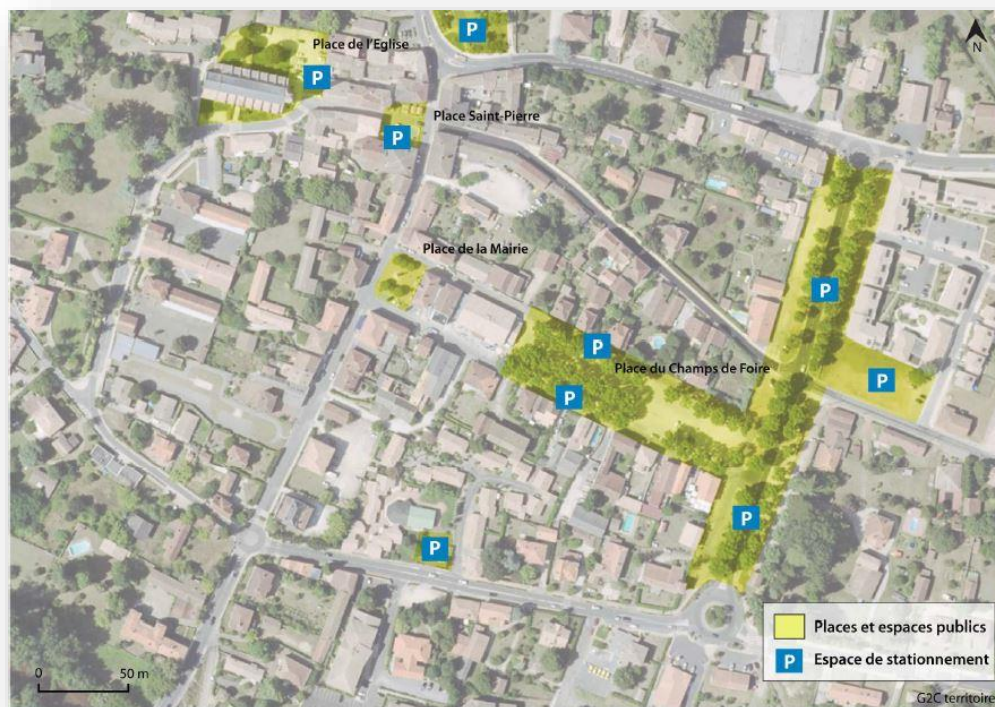 P
Place de l'Eglise
N
P
Place Saint-Pierre
P
Place de la Mairie
P
P
Place du Champs de Foire
P
P
P
P
Places et espaces publics
P Espace de stationnement
0 50 m
G2C territoire